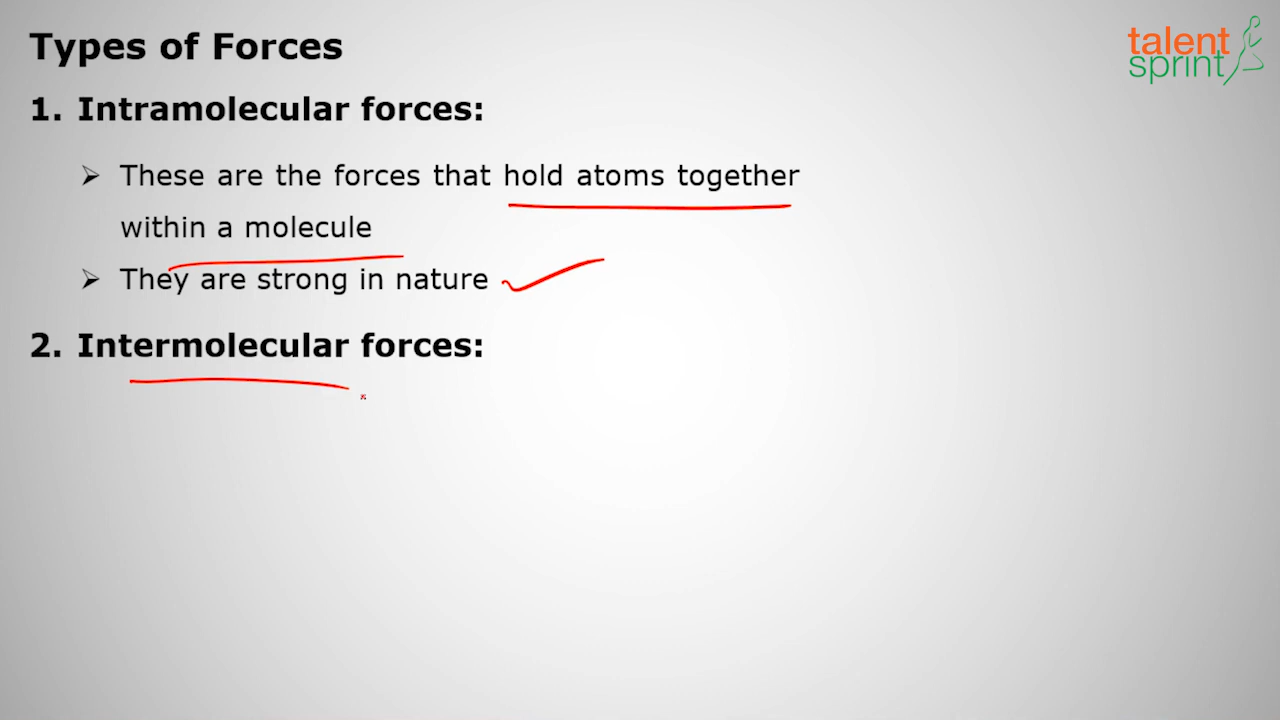 Types of Forces
talent
sprint
1. Intramolecular forces:
➢ These are the forces that hold atoms together
within a molecule
➢ They are strong in nature
2. Intermolecular forces: